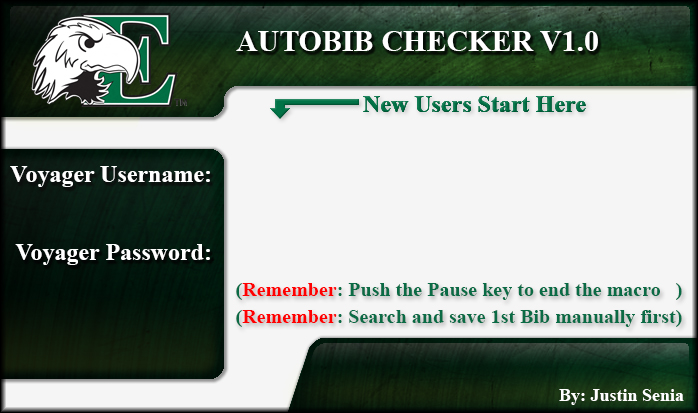 E
AUTOBIB CHECKER V1.0
New Users Start Here
Voyager Username:
Voyager Password:
(Remember: Push the Pause key to end the macro )
(Remember: Search and save 1st Bib manually first)
By: Justin Senia